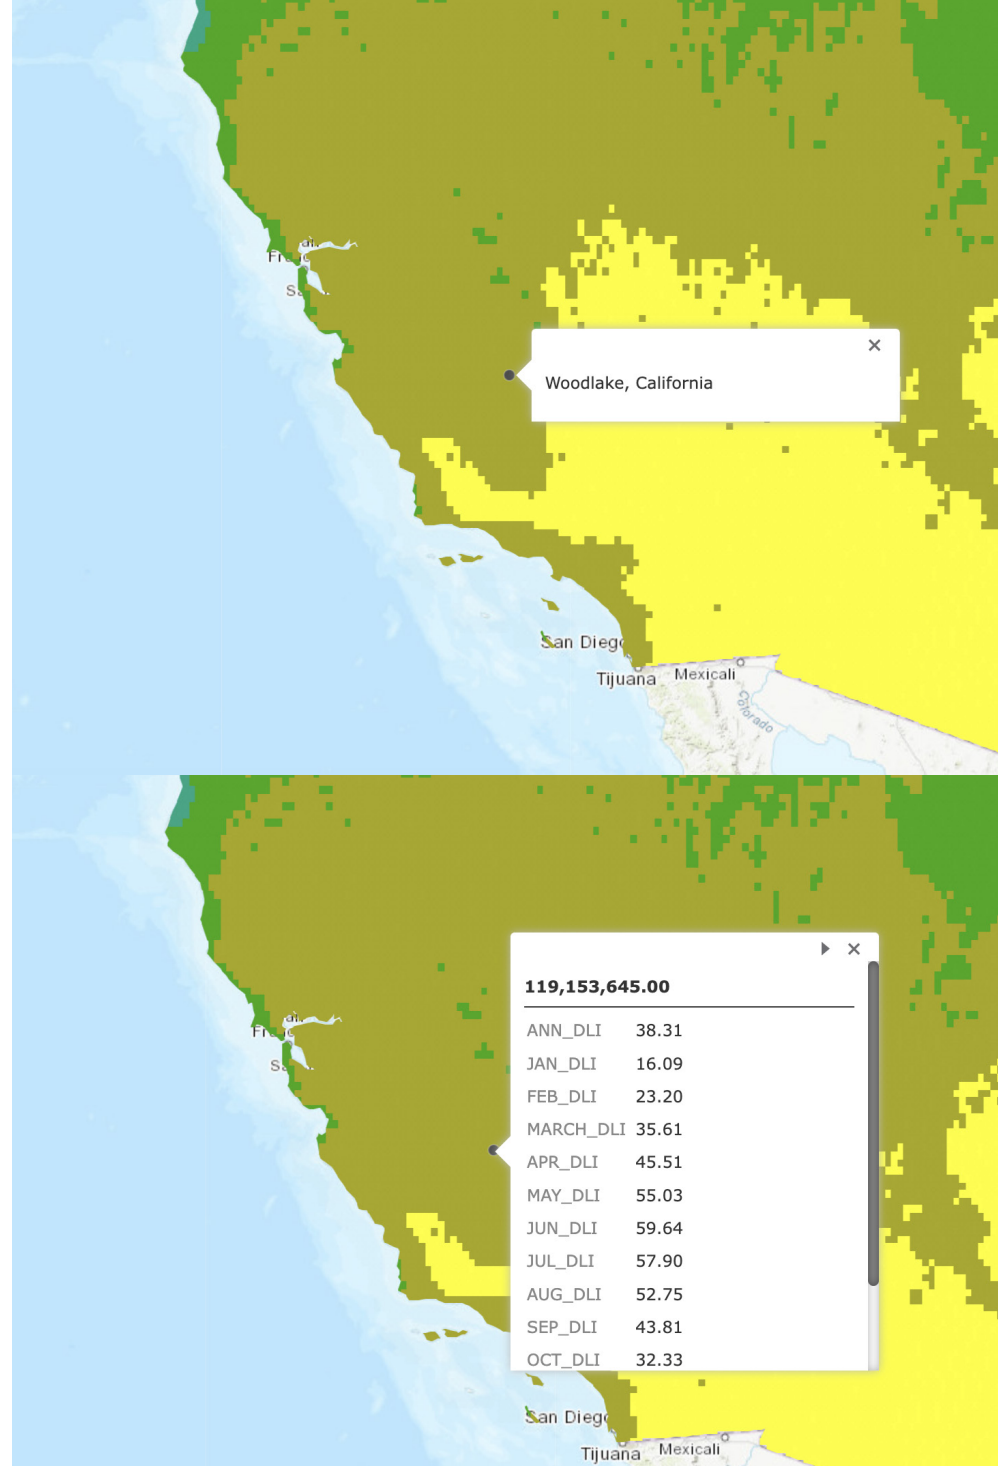 Woodlake, California
San Diego
Tijuana
Mexicali
Colorado
119,153,645.00
ANN_DLI 38.31
JAN_DLI 16.09
FEB_DLI 23.20
MARCH_DLI 35.61
APR_DLI 45.51
MAY_DLI 55.03
JUN_DLI 59.64
JUL_DLI 57.90
AUG_DLI 52.75
SEP_DLI 43.81
OCT_DLI 32.33
San Diego
Tijuana
Mexicali